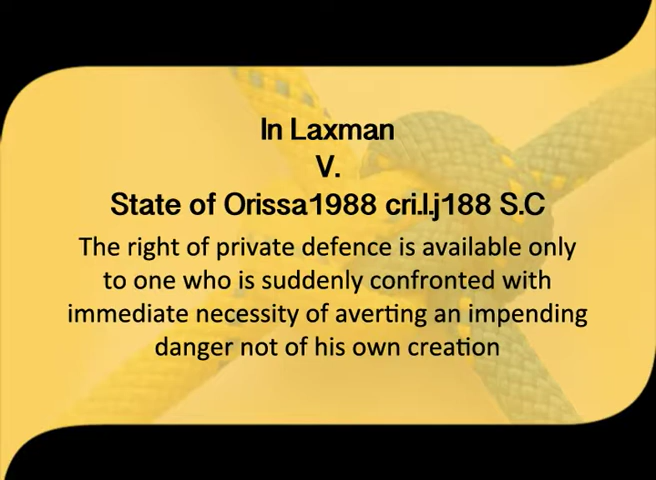 In Laxman
V.
State of Orissa1988 cri.l.j188 S.C
The right of private defence is available only
to one who is suddenly confronted with
immediate necessity of averting an impending
danger not of his own creation